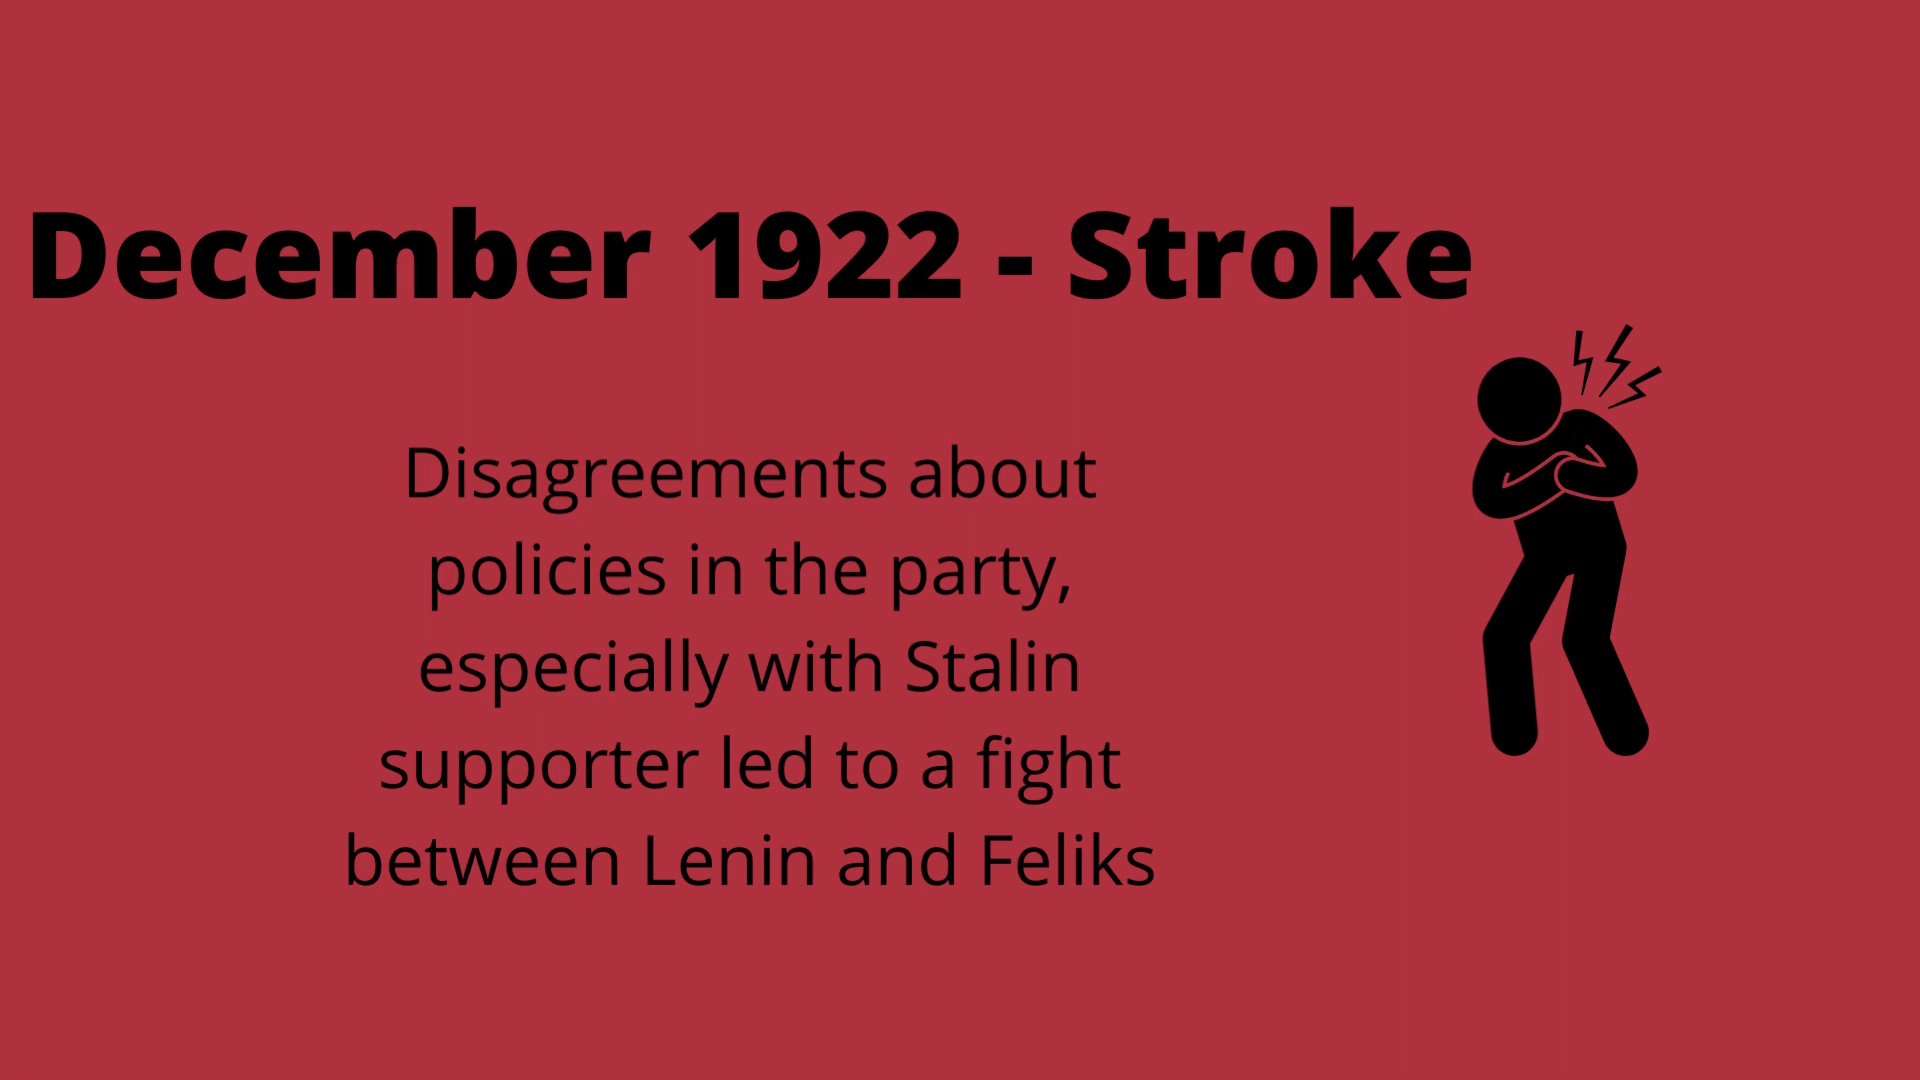 December 1922 - Stroke
Disagreements about
policies in the party,
especially with Stalin
supporter led to a fight
between Lenin and Feliks